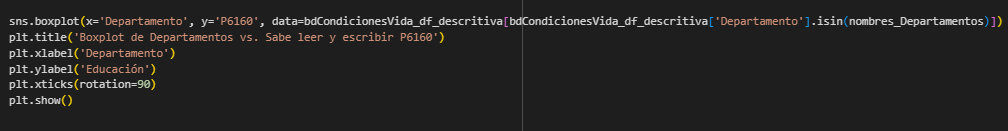 sns.boxplot(x='Departamento', y='P6160', data=bdCondicionesVida_df_descritiva[bdCondicionesVida_df_descritiva['Departamento'].isin(nombres_Departamentos)])
plt.title('Boxplot de Departamentos vs. Sabe leer y escribir P6160')
plt.xlabel('Departamento')
plt.ylabel('Educación')
plt.xticks(rotation=90)
plt.show()